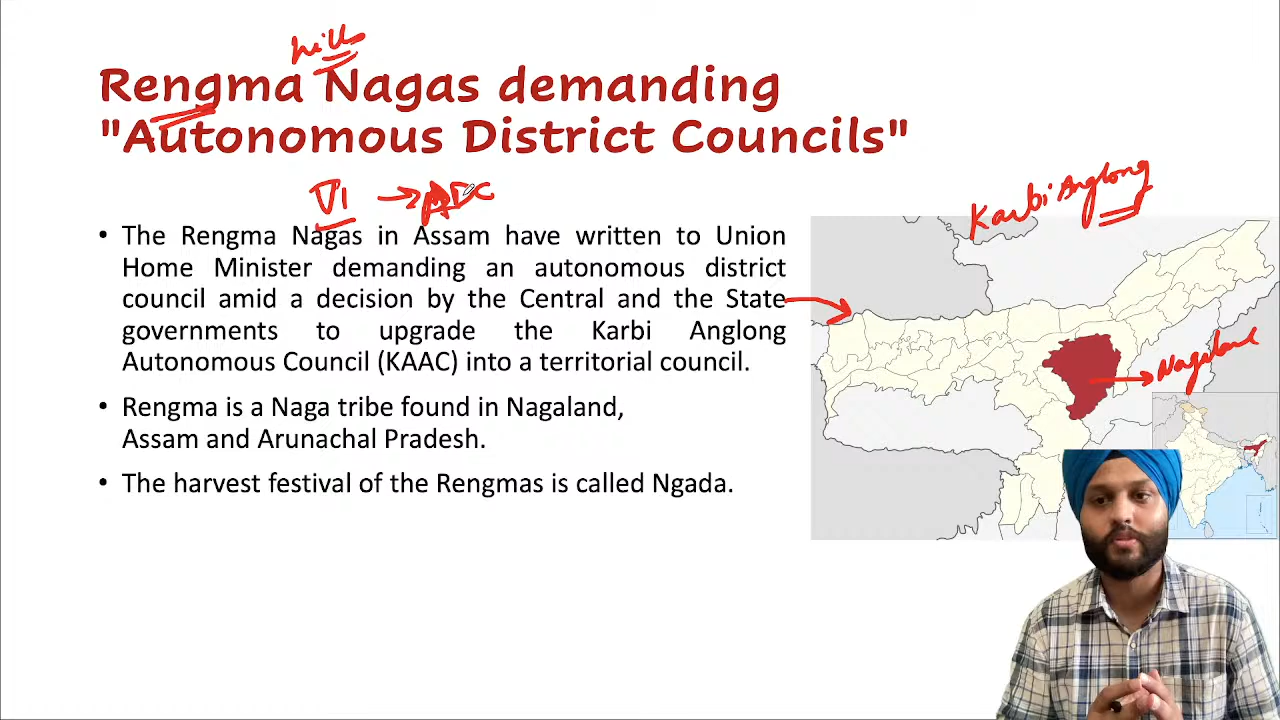 hills
Rengma Nagas demanding
"Autonomous District Councils"
VI → ADC
Karbi Anglong
• The Rengma Nagas in Assam have written to Union
Home Minister demanding an autonomous district
council amid a decision by the Central and the State
governments to upgrade the Karbi Anglong
Autonomous Council (KAAC) into a territorial council.
Nagaland
• Rengma is a Naga tribe found in Nagaland,
Assam and Arunachal Pradesh.
• The harvest festival of the Rengmas is called Ngada.